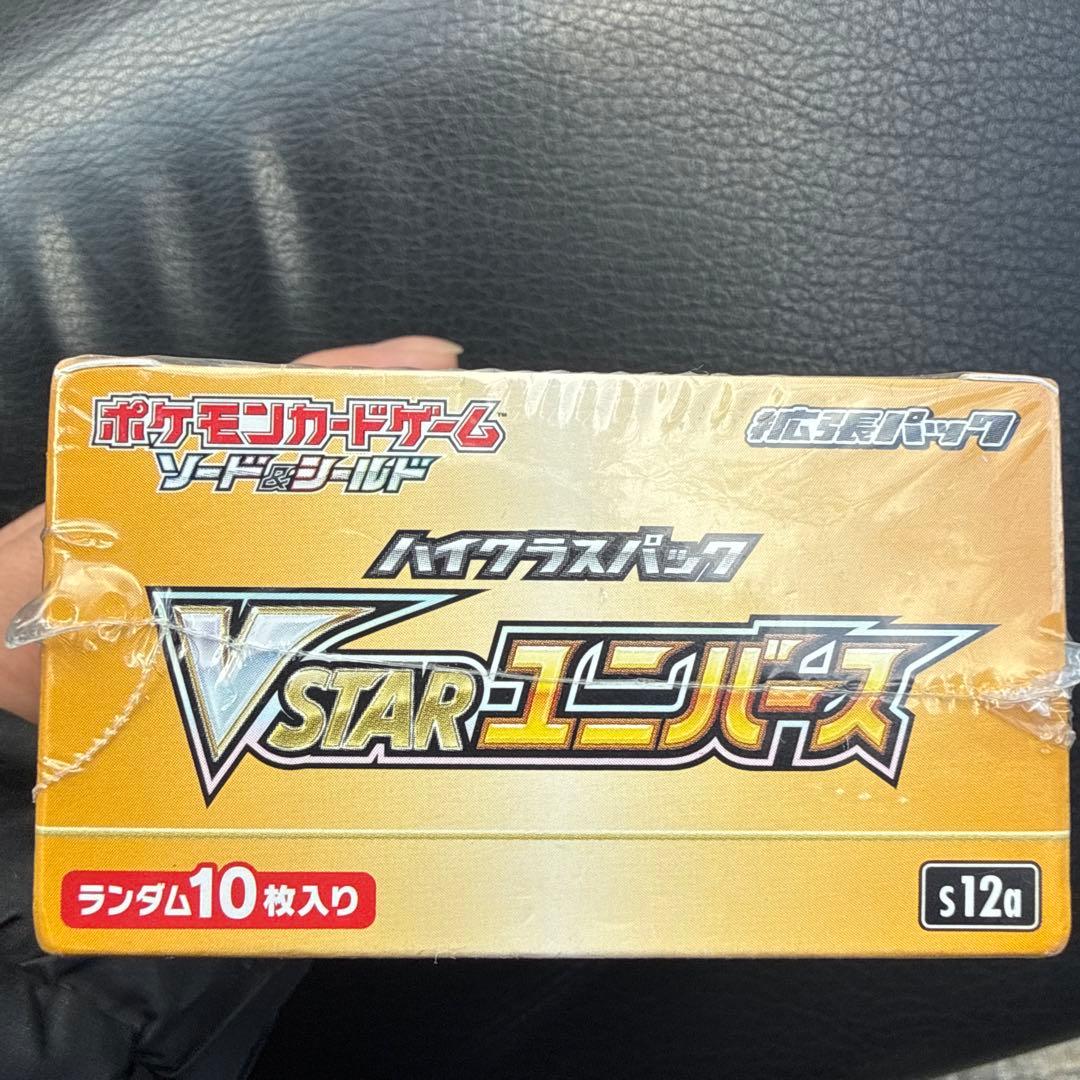 ポケモンカードゲーム™
ソード&シールド
拡張パック
ハイクラスパック
VSTARユニバース
ランダム10枚入り
s12a